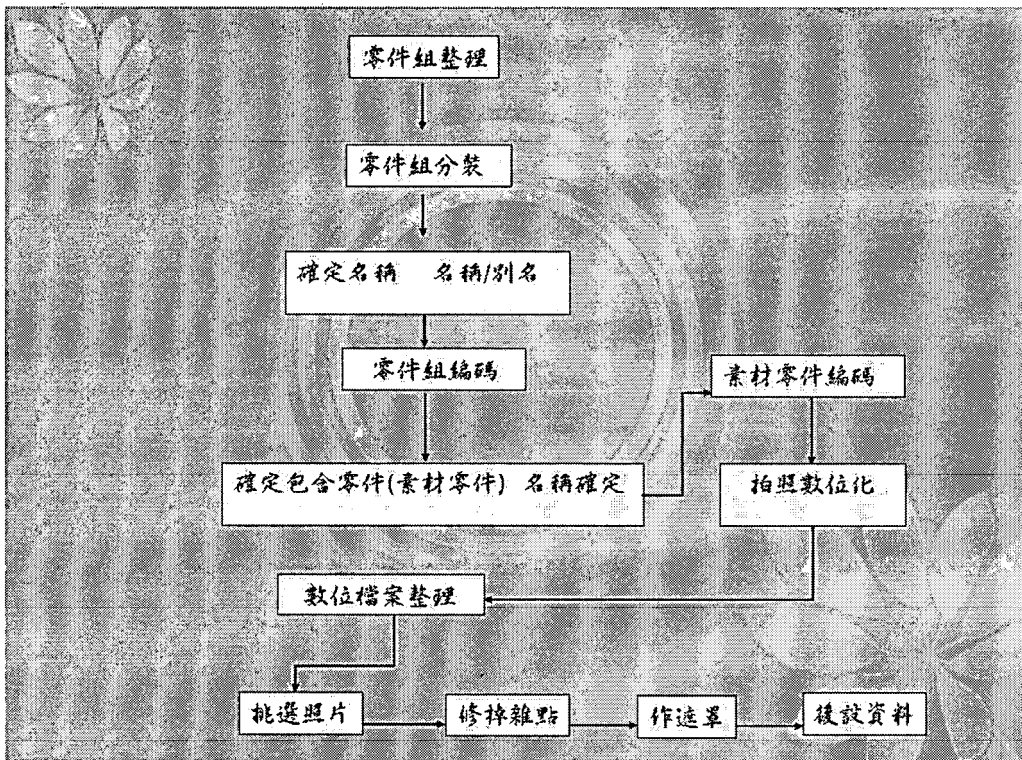 零件組整理
零件組分裝
確定名稱 名稱/別名
零件組編碼
確定包含零件(素材零件) 名稱確定
素材零件編碼
拍照數位化
數位檔案整理
挑選照片
修掉雜點
作遮罩
後設資料